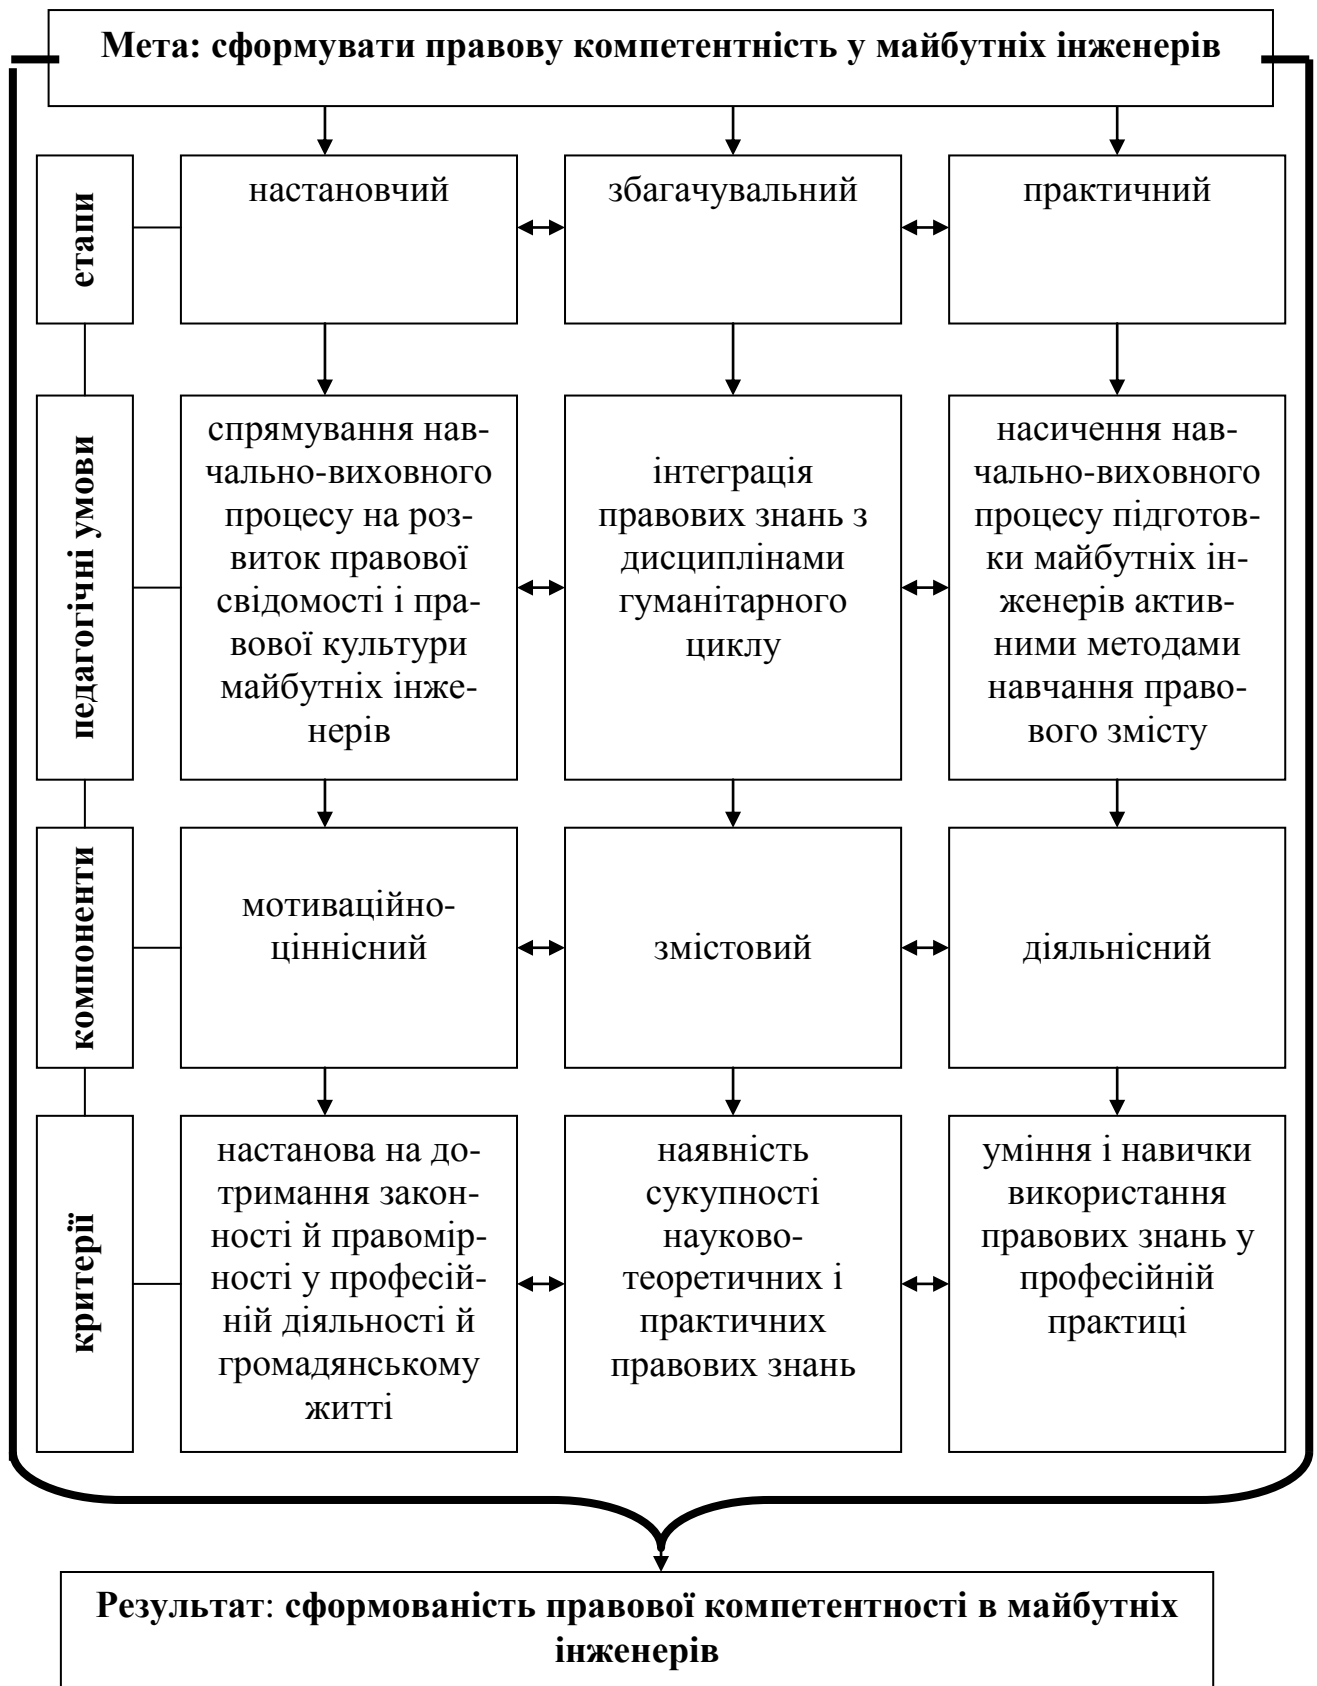 Мета: сформувати правову компетентність у майбутніх інженерів
етапи
настановчий
збагачувальний
практичний
педагогічні умови
спрямування нав-
чально-виховного
процесу на роз-
виток правової
свідомості і пра-
вової культури
майбутніх інже-
нерів
інтеграція
правових знань з
дисциплінами
гуманітарного
циклу
насичення нав-
чально-виховного
процесу підготов-
ки майбутніх ін-
женерів актив-
ними методами
навчання право-
вого змісту
компоненти
мотиваційно-
ціннісний
змістовий
діяльнісний
критерії
настанова на до-
тримання закон-
ності й правомір-
ності у професій-
ній діяльності й
громадянському
житті
наявність
сукупності
науково-
теоретичних і
практичних
правових знань
уміння і навички
використання
правових знань у
професійній
практиці
Результат: сформованість правової компетентності в майбутніх
інженерів